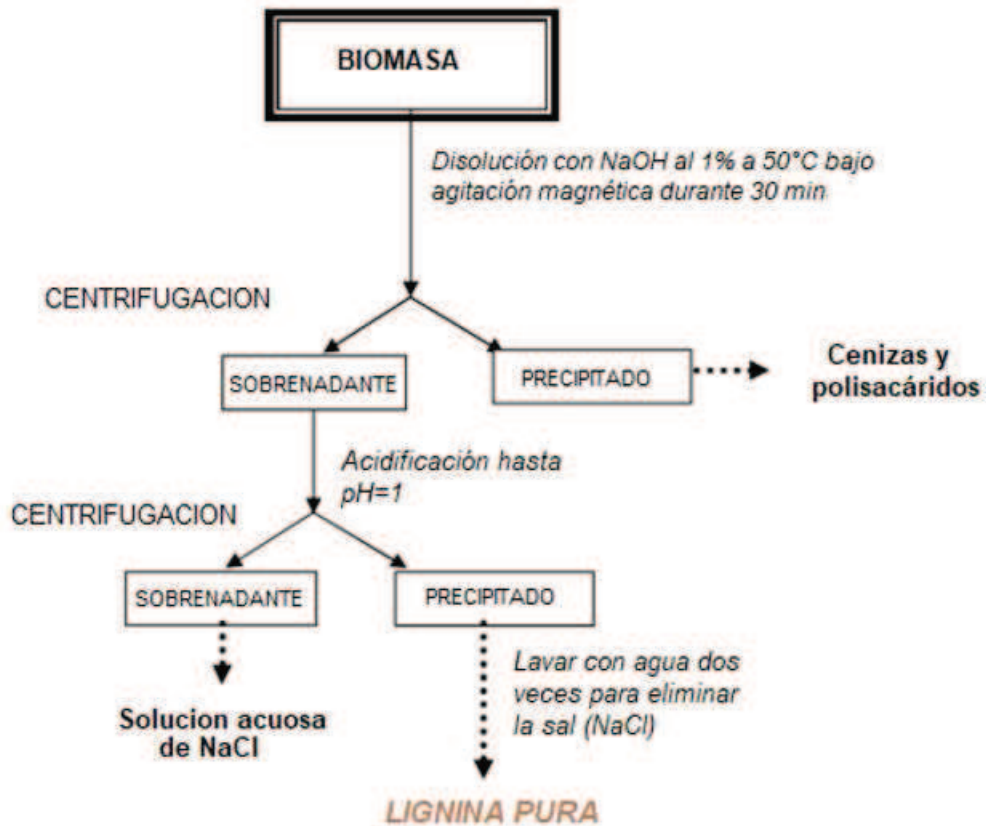 BIOMASA
Disolución con NaOH al 1% a 50°C bajo
agitación magnética durante 30 min
CENTRIFUGACION
SOBRENADANTE
PRECIPITADO
Cenizas y
polisacáridos
Acidificación hasta
pH=1
CENTRIFUGACION
SOBRENADANTE
PRECIPITADO
Solucion acuosa
de NaCl
Lavar con agua dos
veces para eliminar
la sal (NaCl)
LIGNINA PURA